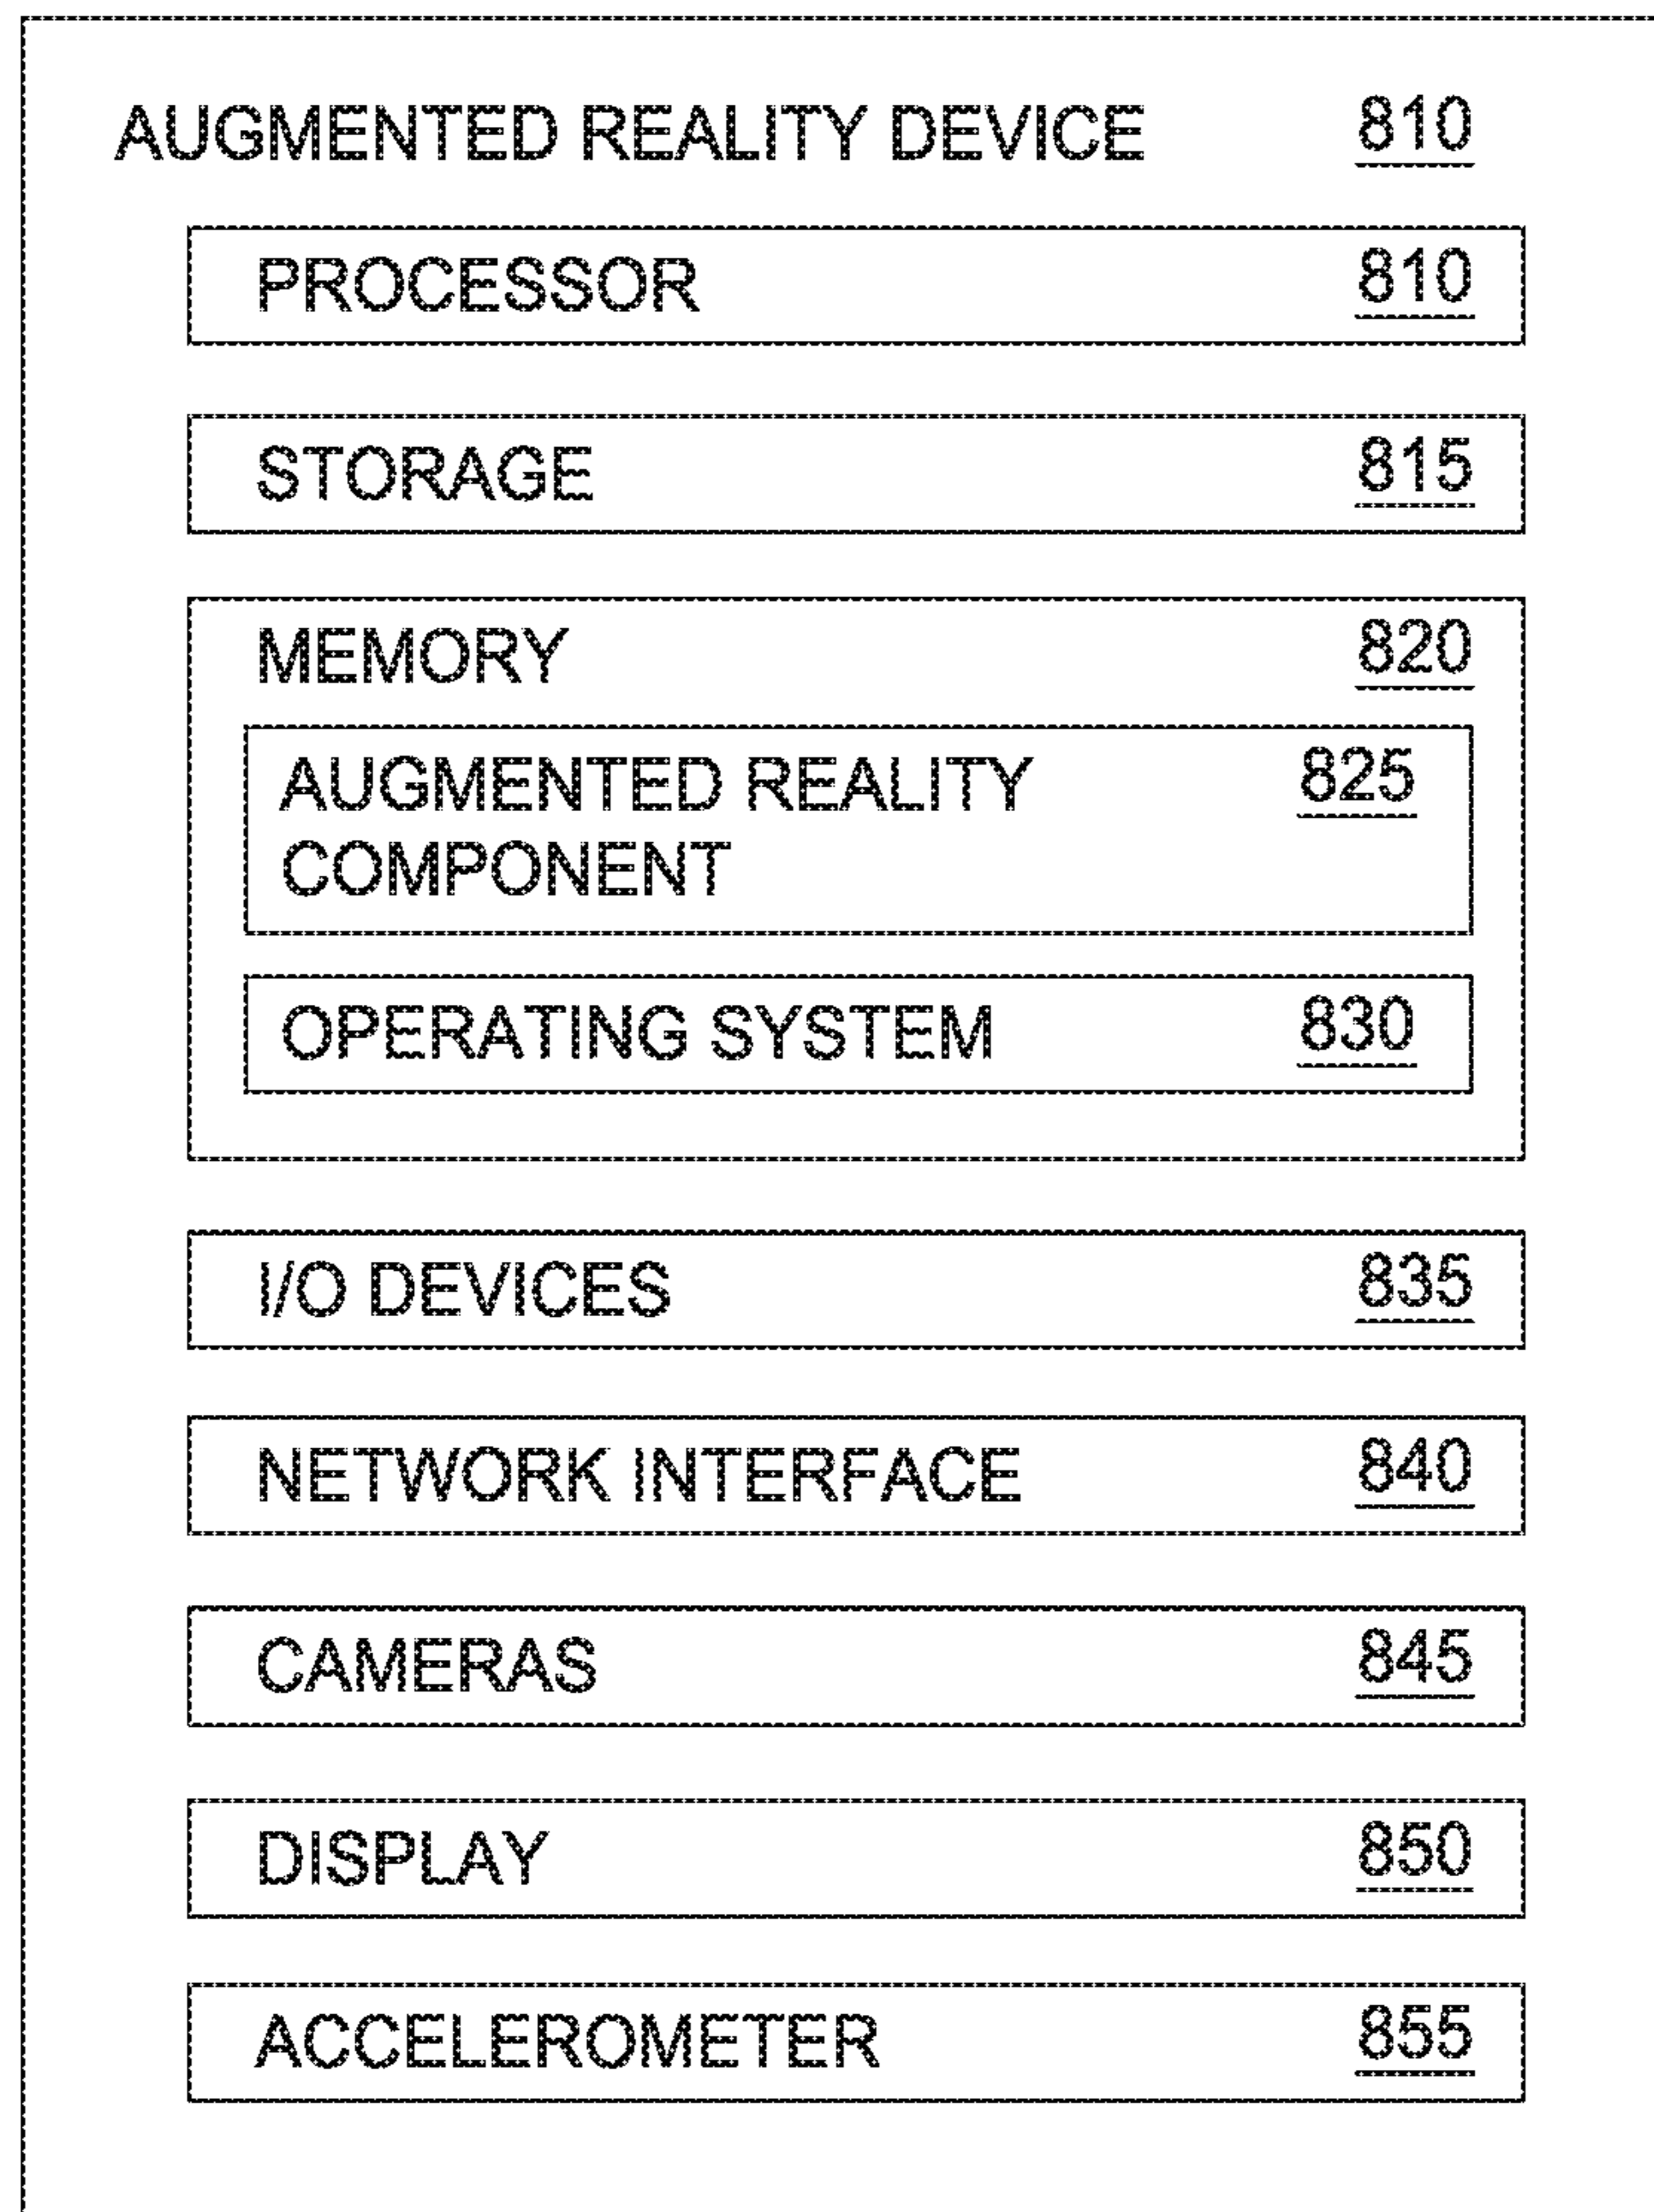 AUGMENTED REALITY DEVICE 810
PROCESSOR 810
STORAGE 815
MEMORY 820
AUGMENTED REALITY 825
COMPONENT
OPERATING SYSTEM 830
I/O DEVICES 835
NETWORK INTERFACE 840
CAMERAS 845
DISPLAY 850
ACCELEROMETER 855